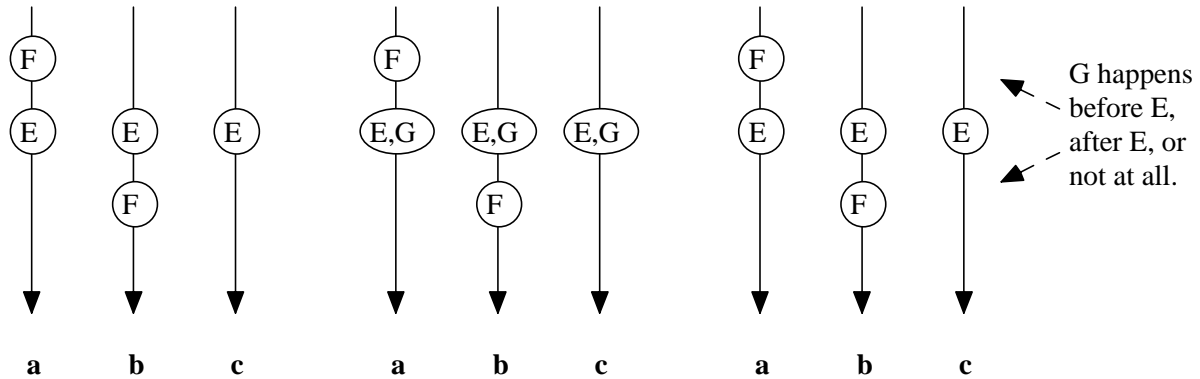 F F F
E E E E,G E,G E,G E E E
F F F
a b c a b c a b c
G happens
before E,
after E, or
not at all.